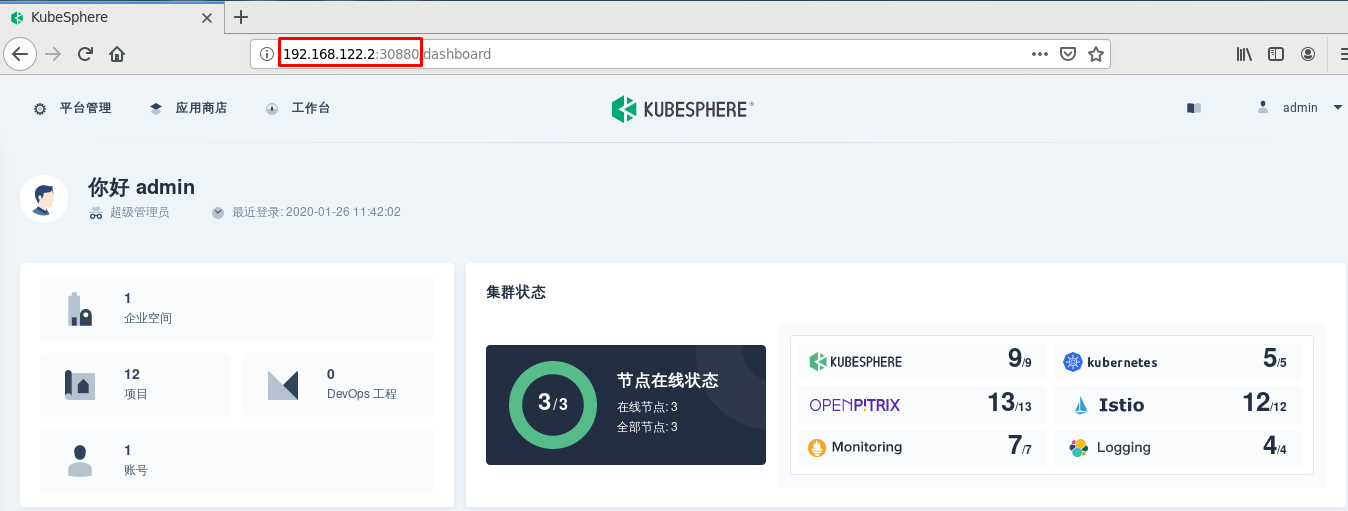 KubeSphere
192.168.122.2:30880/dashboard
平台管理 应用商店 工作台 KUBESPHERE® admin
你好 admin
超级管理员 最近登录: 2020-01-26 11:42:02
1
企业空间
12
项目
0
DevOps 工程
1
账号
集群状态
3/3
节点在线状态
在线节点: 3
全部节点: 3
KUBESPHERE 9/9
kubernetes 5/5
OPENPITRIX 13/13
Istio 12/12
Monitoring 7/7
Logging 4/4